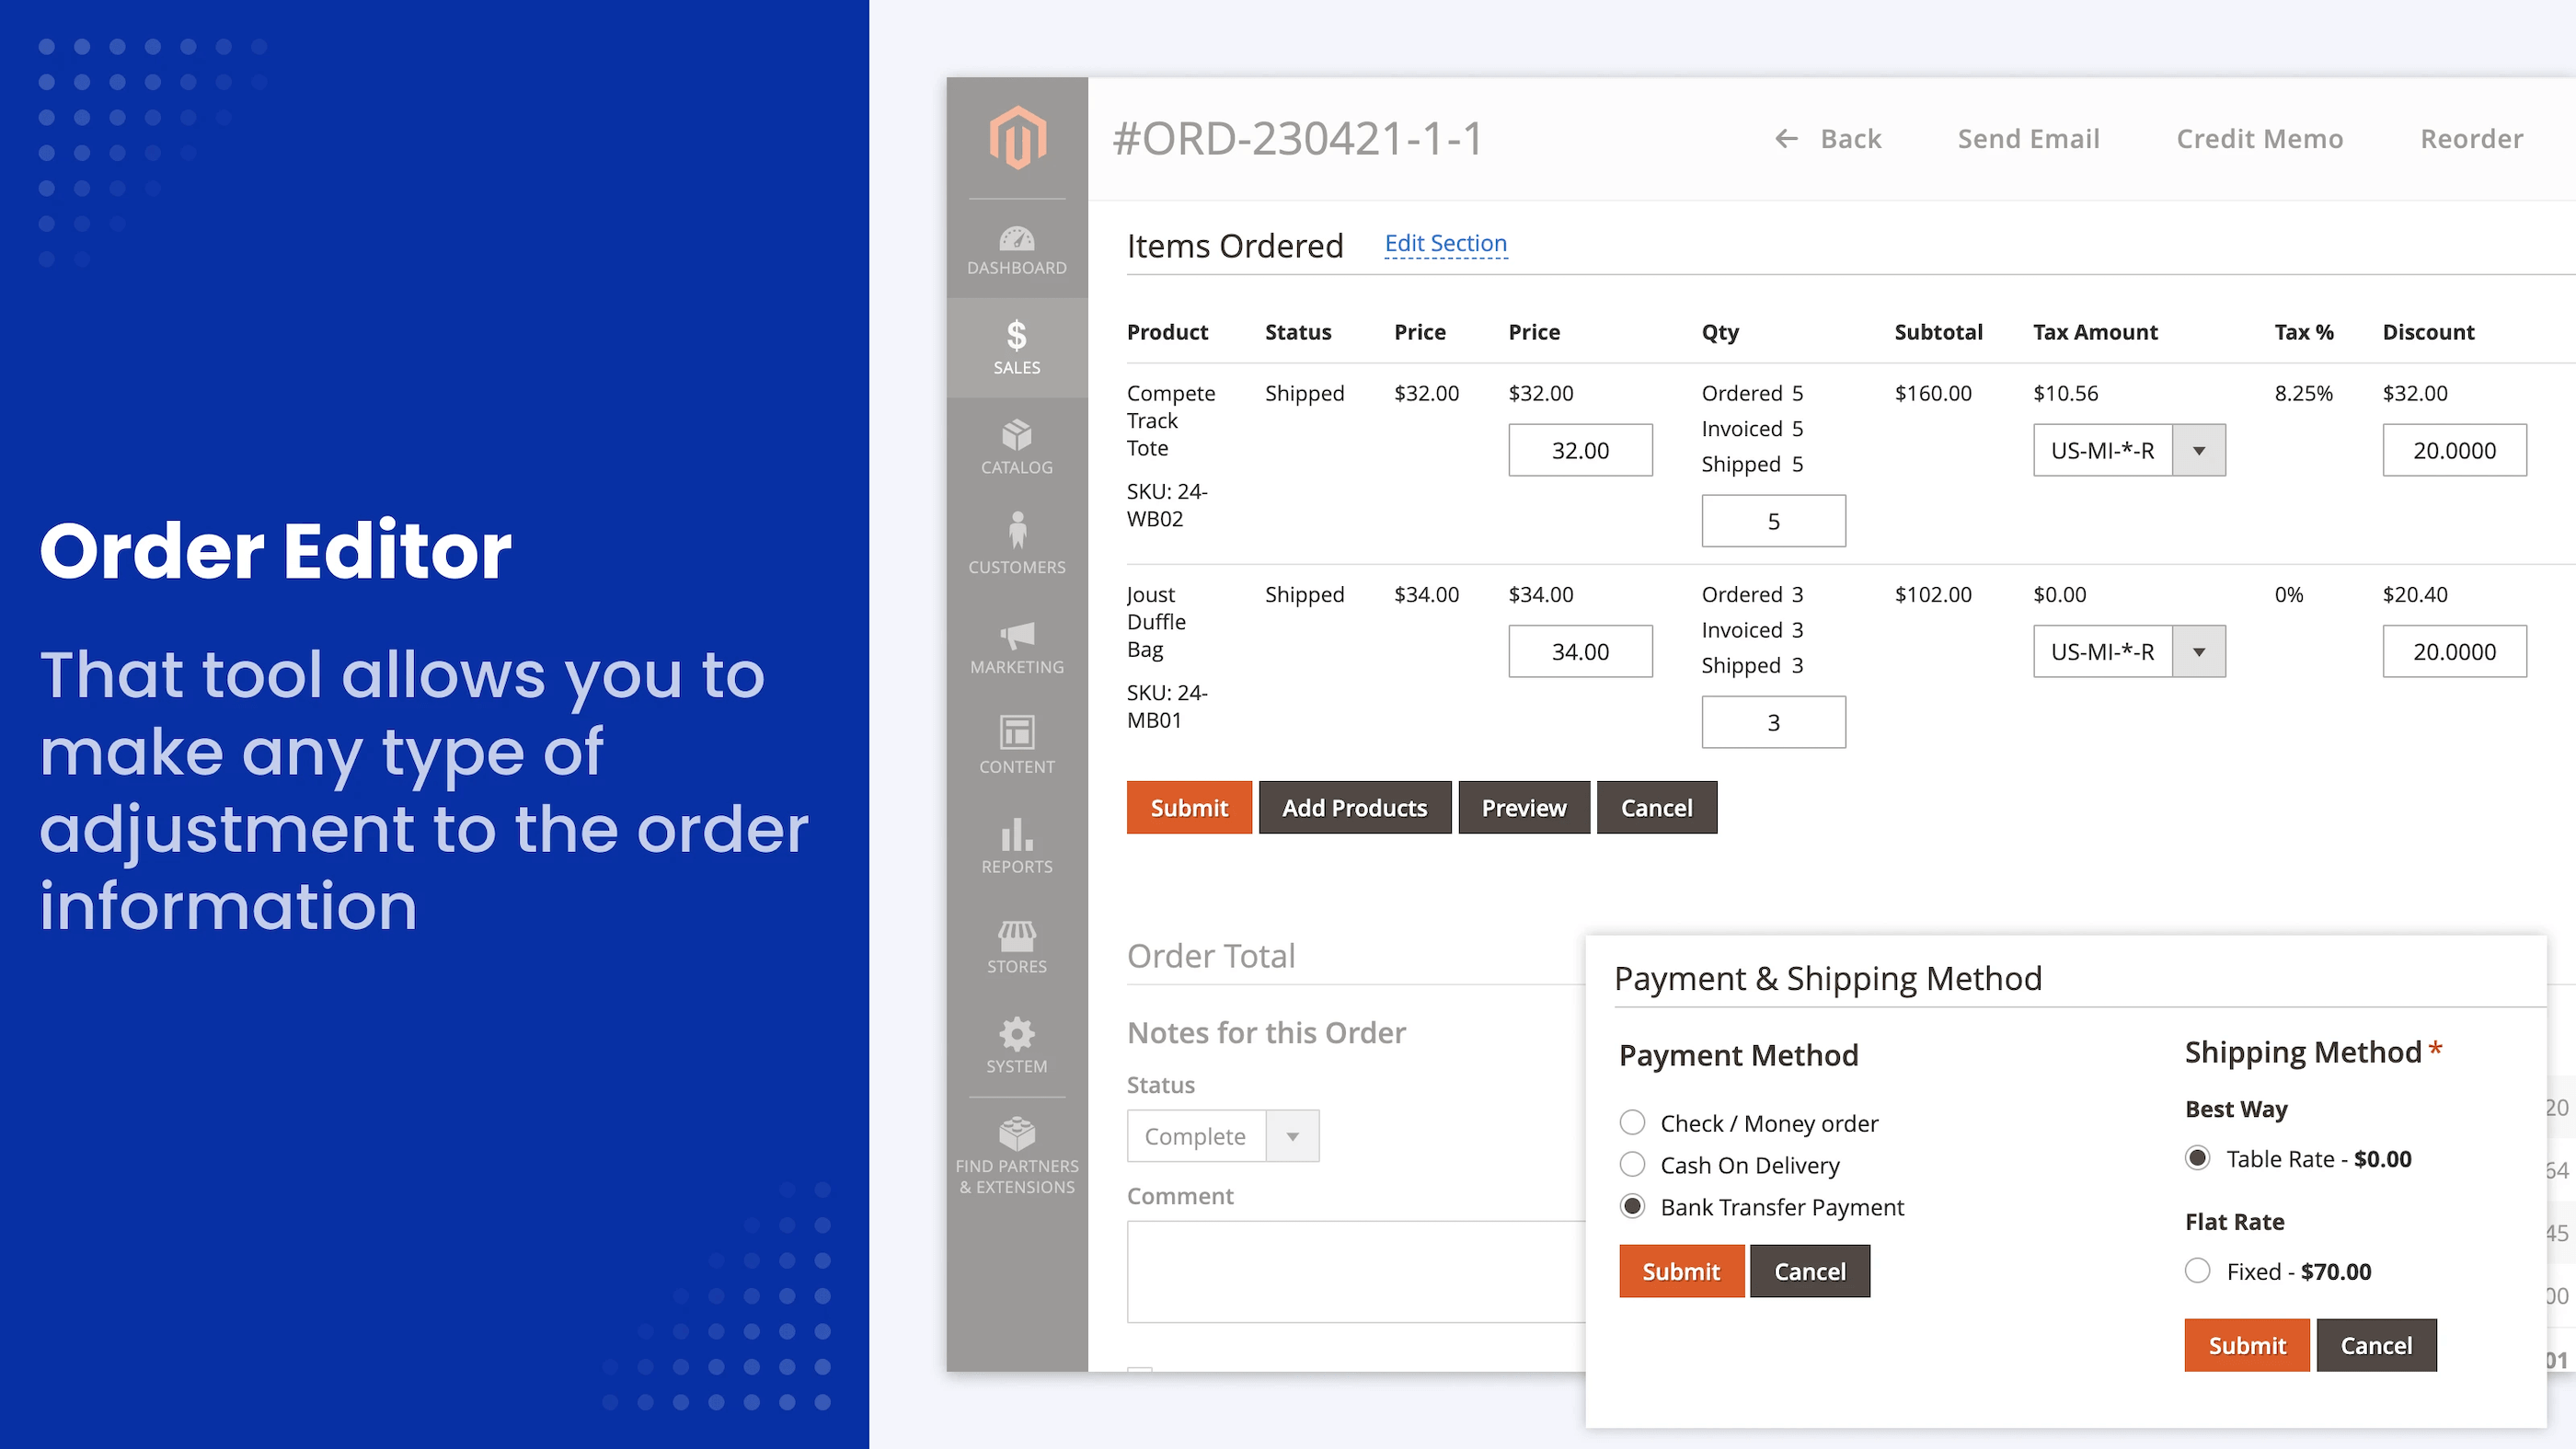 Order Editor
That tool allows you to
make any type of
adjustment to the order
information
#ORD-230421-1-1
Back
Send Email
Credit Memo
Reorder
DASHBOARD
SALES
CATALOG
CUSTOMERS
MARKETING
CONTENT
REPORTS
STORES
SYSTEM
FIND PARTNERS
& EXTENSIONS
Items Ordered Edit Section
Product Status Price Price Qty Subtotal Tax Amount Tax % Discount
Compete Shipped $32.00 $32.00 Ordered 5 $160.00 $10.56 8.25% $32.00
Track Invoiced 5
Tote 32.00 Shipped 5 US-MI-*-R 20.0000
SKU: 24-
WB02 5
Joust Shipped $34.00 $34.00 Ordered 3 $102.00 $0.00 0% $20.40
Duffle Invoiced 3
Bag 34.00 Shipped 3 US-MI-*-R 20.0000
SKU: 24-
MB01 3
Submit Add Products Preview Cancel
Order Total
Notes for this Order
Status
Complete
Comment
Payment & Shipping Method
Payment Method
Check / Money order
Cash On Delivery
Bank Transfer Payment
Submit Cancel
Shipping Method *
Best Way
Table Rate - $0.00
Flat Rate
Fixed - $70.00
Submit Cancel
20
64
45
00
01